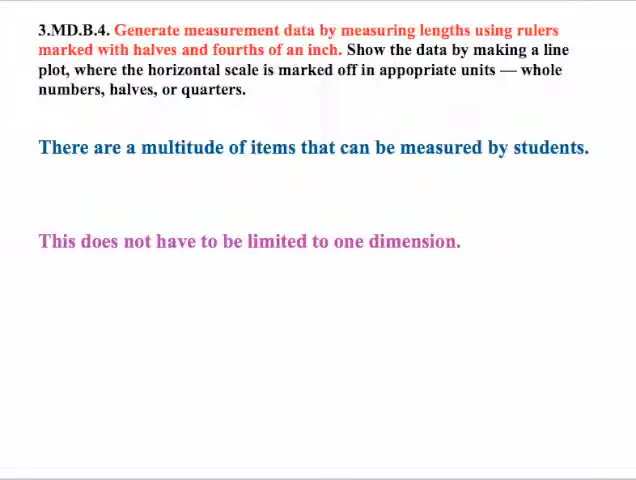 3.MD.B.4. Generate measurement data by measuring lengths using rulers
marked with halves and fourths of an inch. Show the data by making a line
plot, where the horizontal scale is marked off in appopriate units — whole
numbers, halves, or quarters.
There are a multitude of items that can be measured by students.
This does not have to be limited to one dimension.